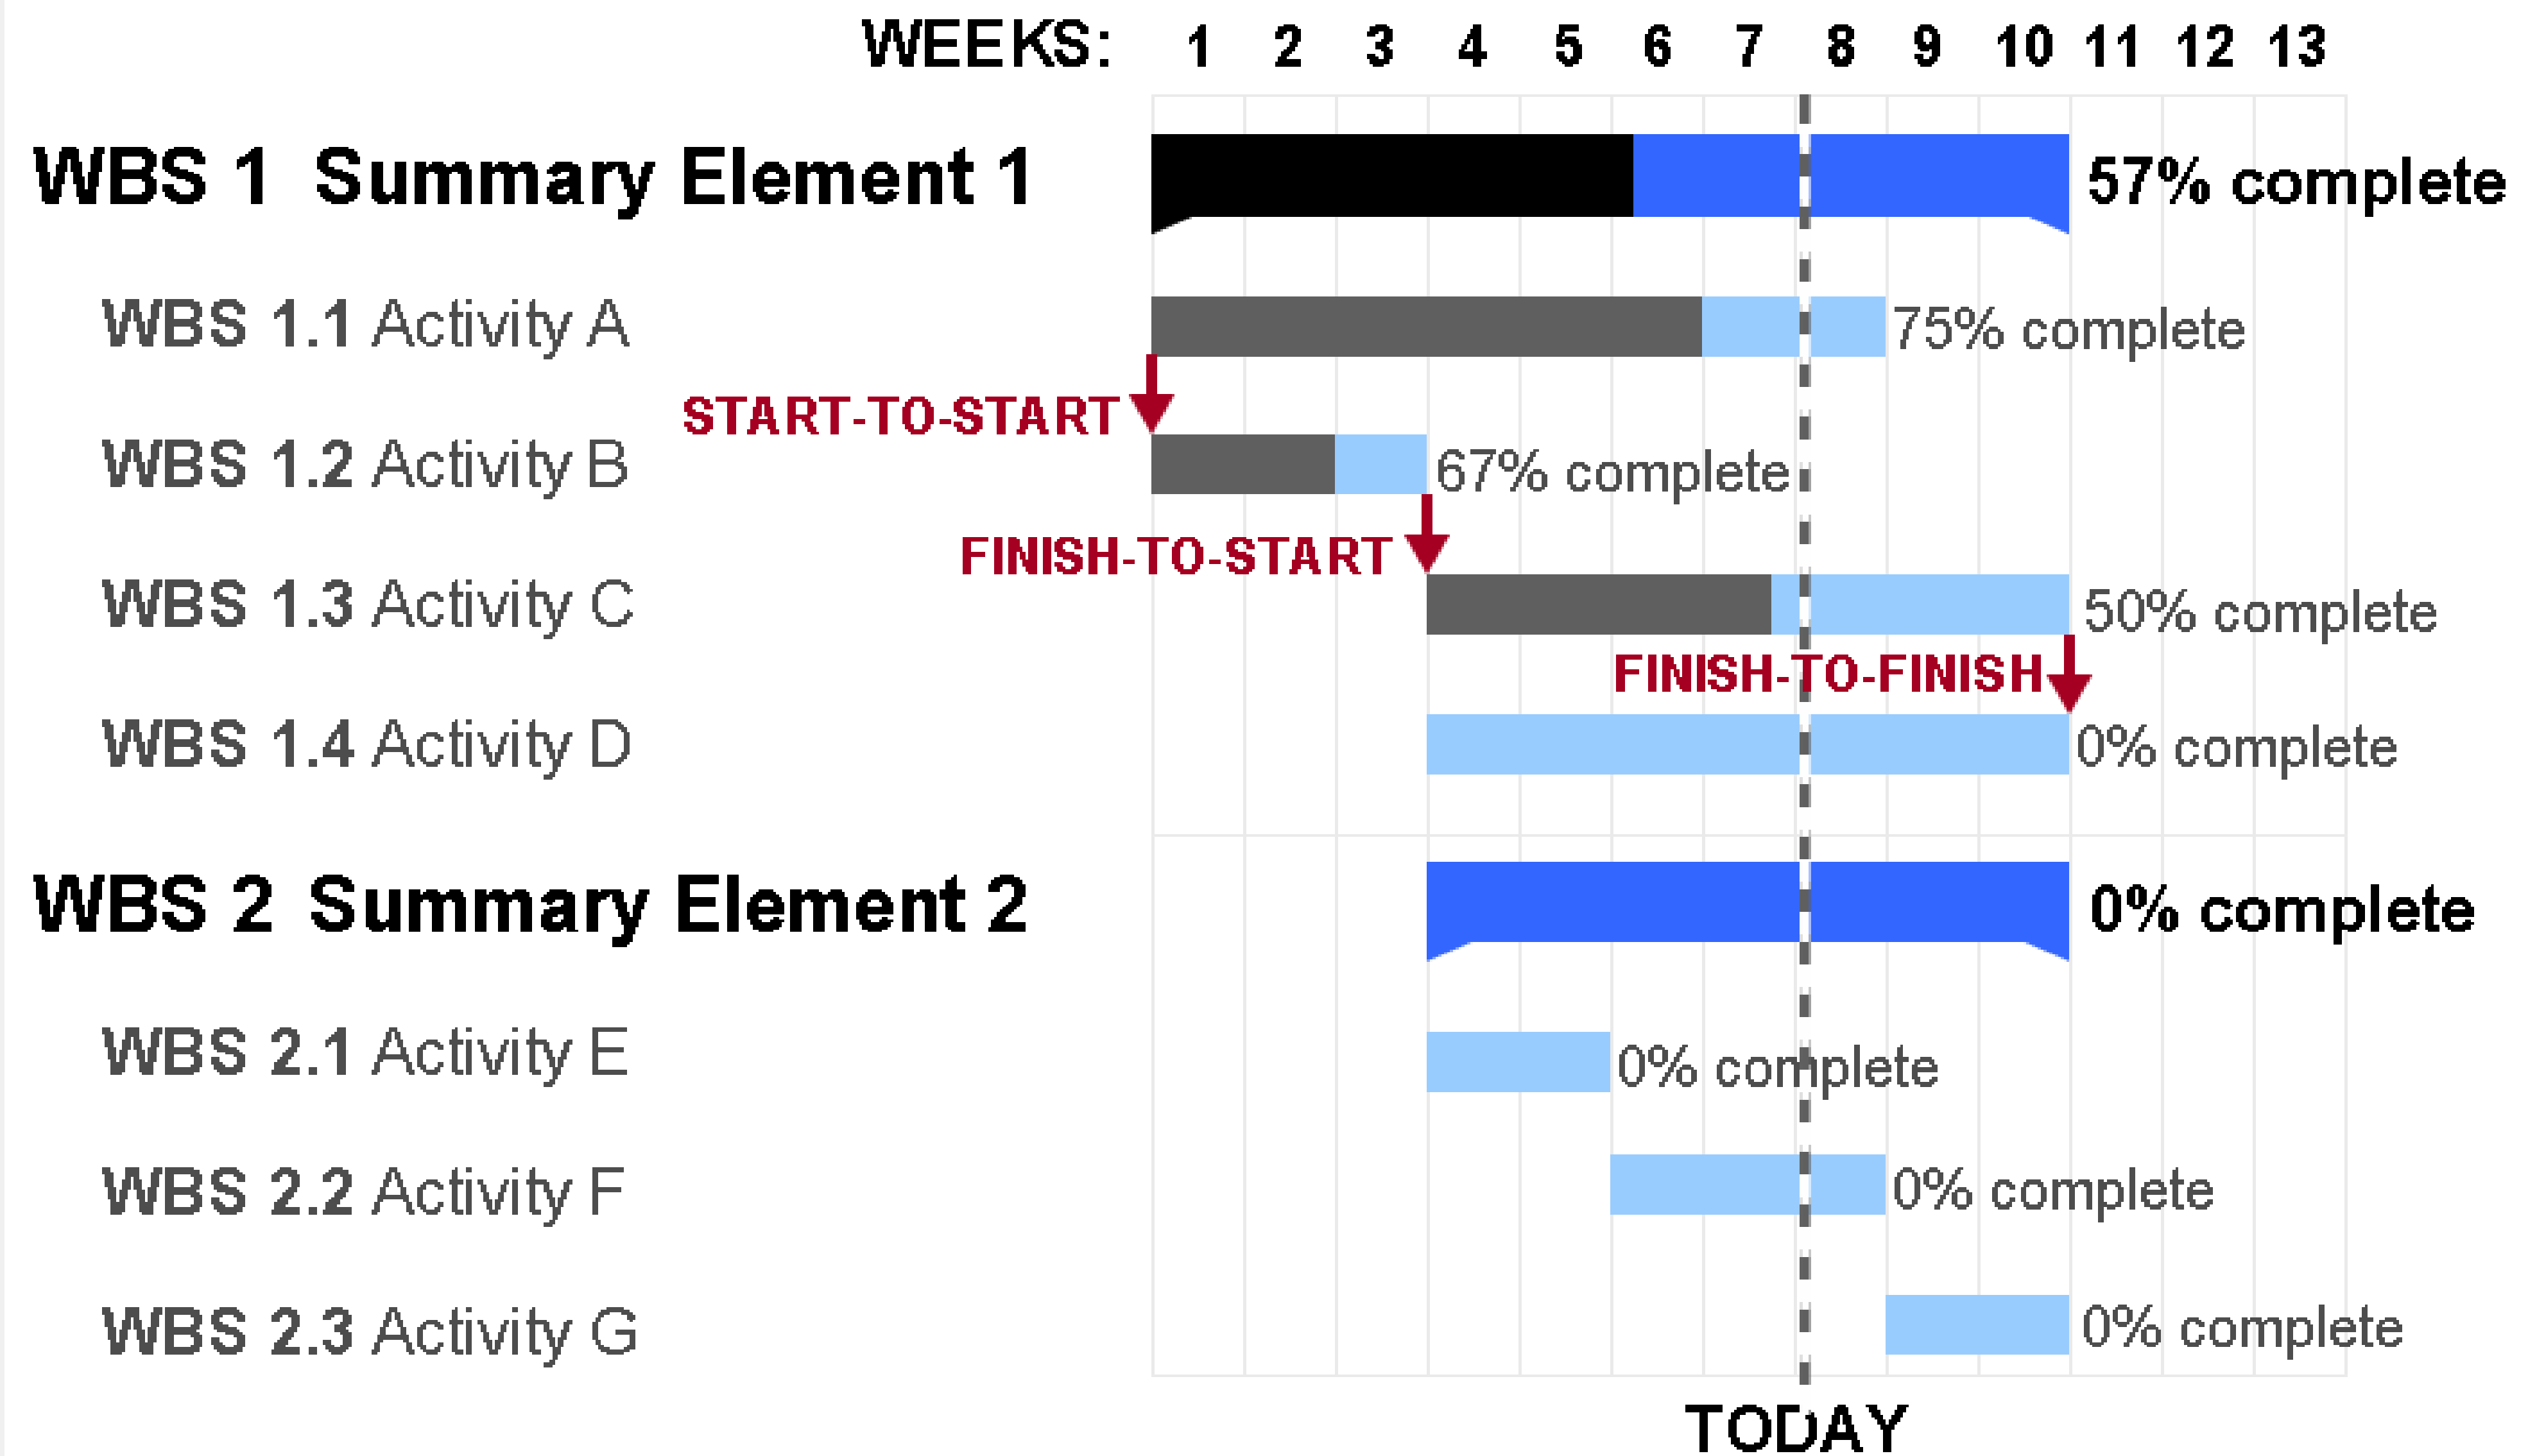 WEEKS: 1 2 3 4 5 6 7 8 9 10 11 12 13
WBS 1 Summary Element 1 57% complete
WBS 1.1 Activity A 75% complete
START-TO-START
WBS 1.2 Activity B 67% complete
FINISH-TO-START
WBS 1.3 Activity C 50% complete
FINISH-TO-FINISH
WBS 1.4 Activity D 0% complete
WBS 2 Summary Element 2 0% complete
WBS 2.1 Activity E 0% complete
WBS 2.2 Activity F 0% complete
WBS 2.3 Activity G 0% complete
TODAY